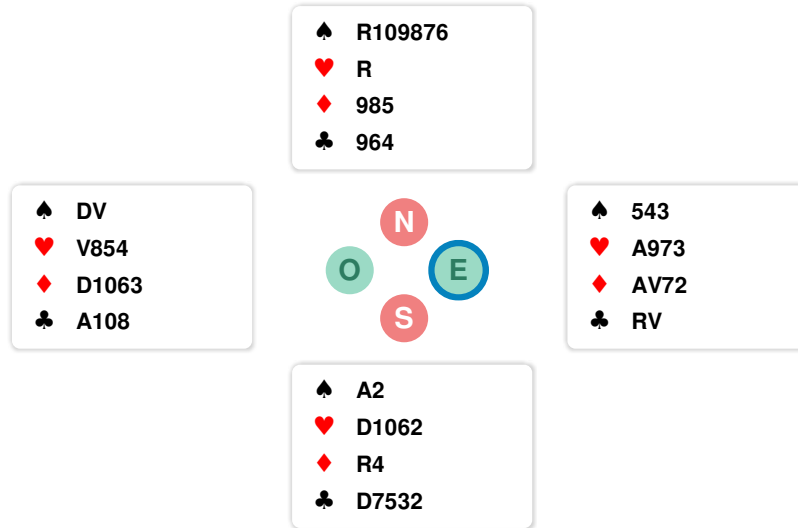 ♠ R109876
♥ R
♦ 985
♣ 964
♠ DV
♥ V854
♦ D1063
♣ A108
N
O E
S
♠ 543
♥ A973
♦ AV72
♣ RV
♠ A2
♥ D1062
♦ R4
♣ D7532